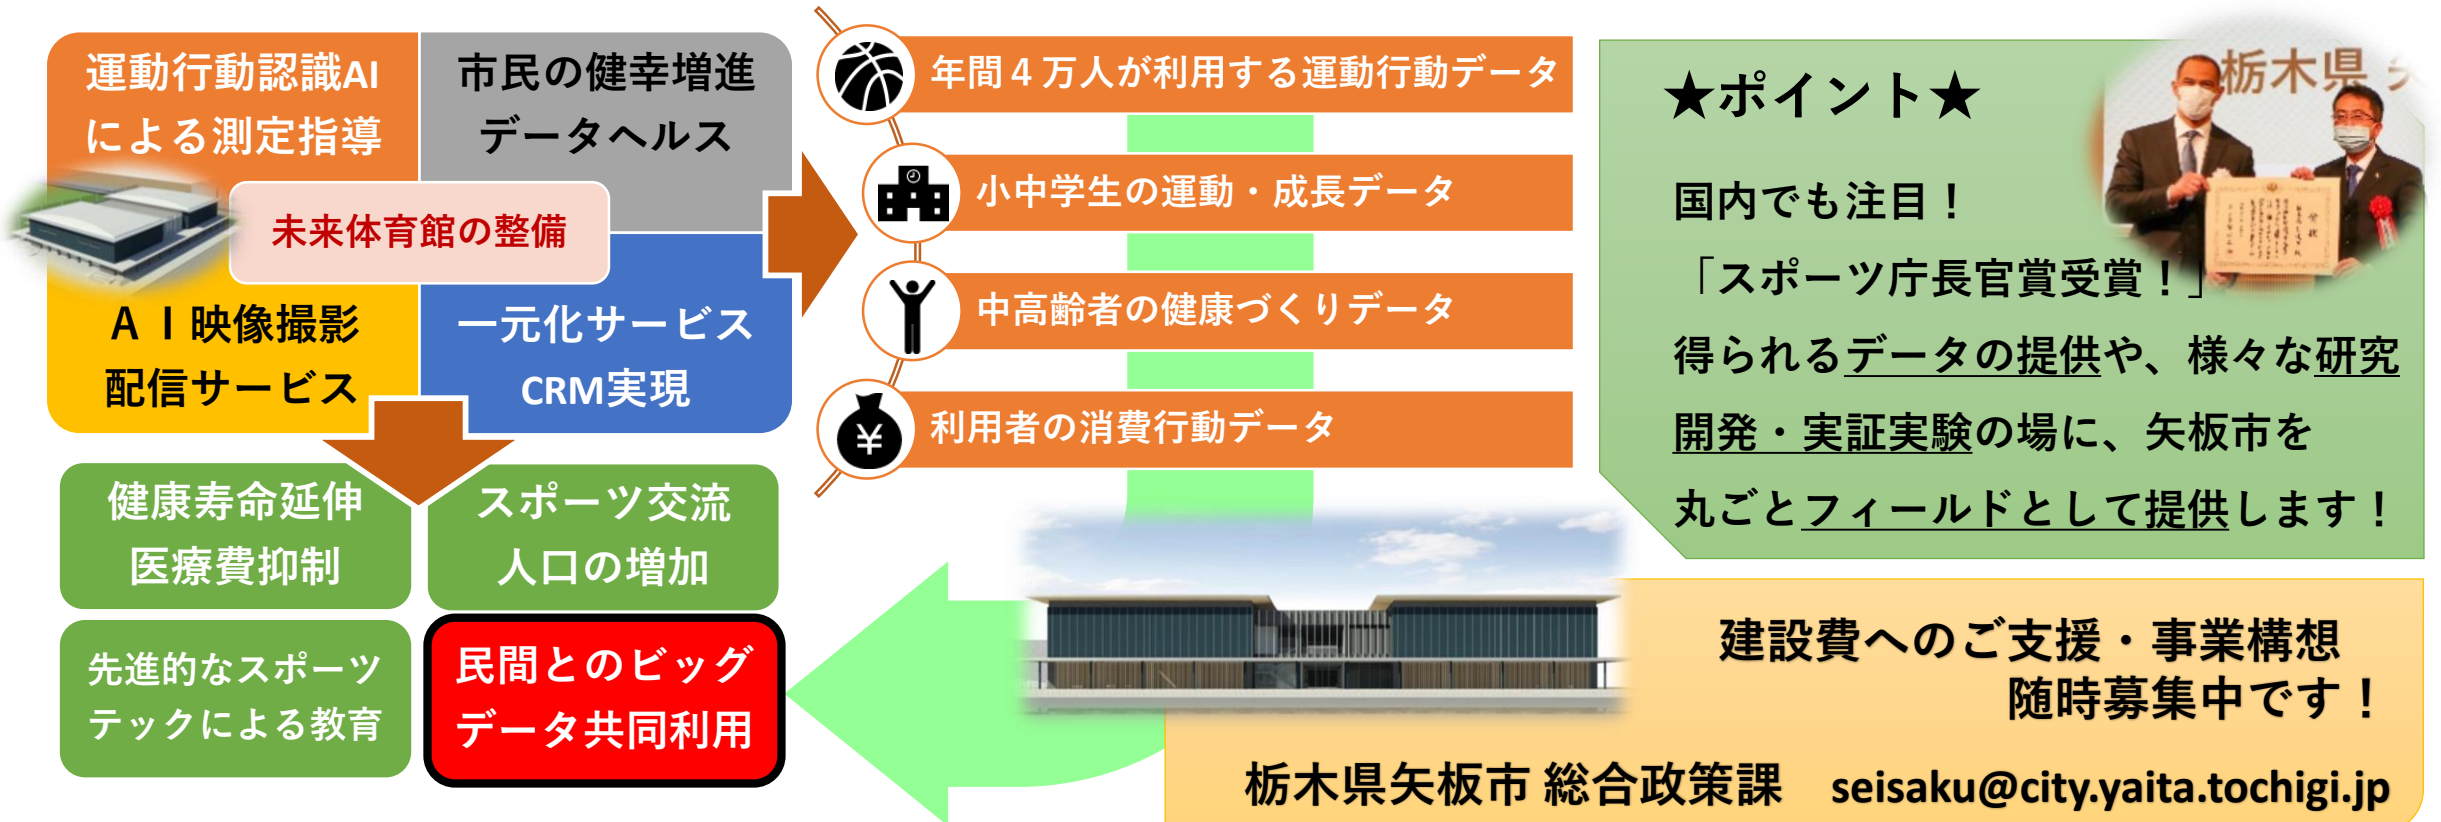 運動行動認識AI
による測定指導
市民の健幸増進
データヘルス
未来体育館の整備
ＡＩ映像撮影
配信サービス
一元化サービス
CRM実現
健康寿命延伸
医療費抑制
スポーツ交流
人口の増加
先進的なスポーツ
テックによる教育
民間とのビッグ
データ共同利用
年間４万人が利用する運動行動データ
小中学生の運動・成長データ
中高齢者の健康づくりデータ
¥
利用者の消費行動データ
★ポイント★
栃木県
国内でも注目！
「スポーツ庁長官賞受賞！」
得られるデータの提供や、様々な研究
開発・実証実験の場に、矢板市を
丸ごとフィールドとして提供します！
建設費へのご支援・事業構想
随時募集中です！
栃木県矢板市 総合政策課　seisaku@city.yaita.tochigi.jp